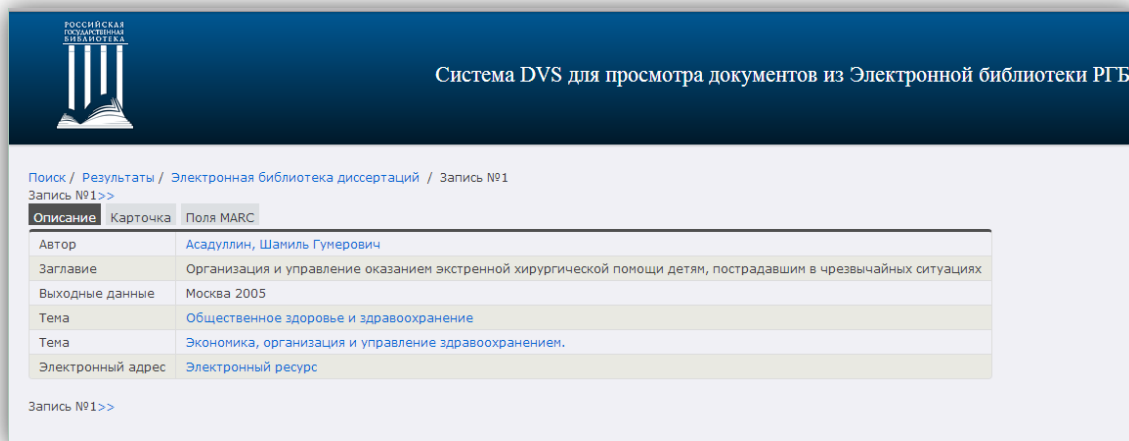 РОССИЙСКАЯ
ГОСУДАРСТВЕННАЯ
БИБЛИОТЕКА
Система DVS для просмотра документов из Электронной библиотеки РГБ
Поиск / Результаты / Электронная библиотека диссертаций / Запись №1
Запись №1>>
Описание Карточка Поля MARC
Автор Асадуллин, Шамиль Гумерович
Заглавие Организация и управление оказанием экстренной хирургической помощи детям, пострадавшим в чрезвычайных ситуациях
Выходные данные Москва 2005
Тема Общественное здоровье и здравоохранение
Тема Экономика, организация и управление здравоохранением.
Электронный адрес Электронный ресурс
Запись №1>>